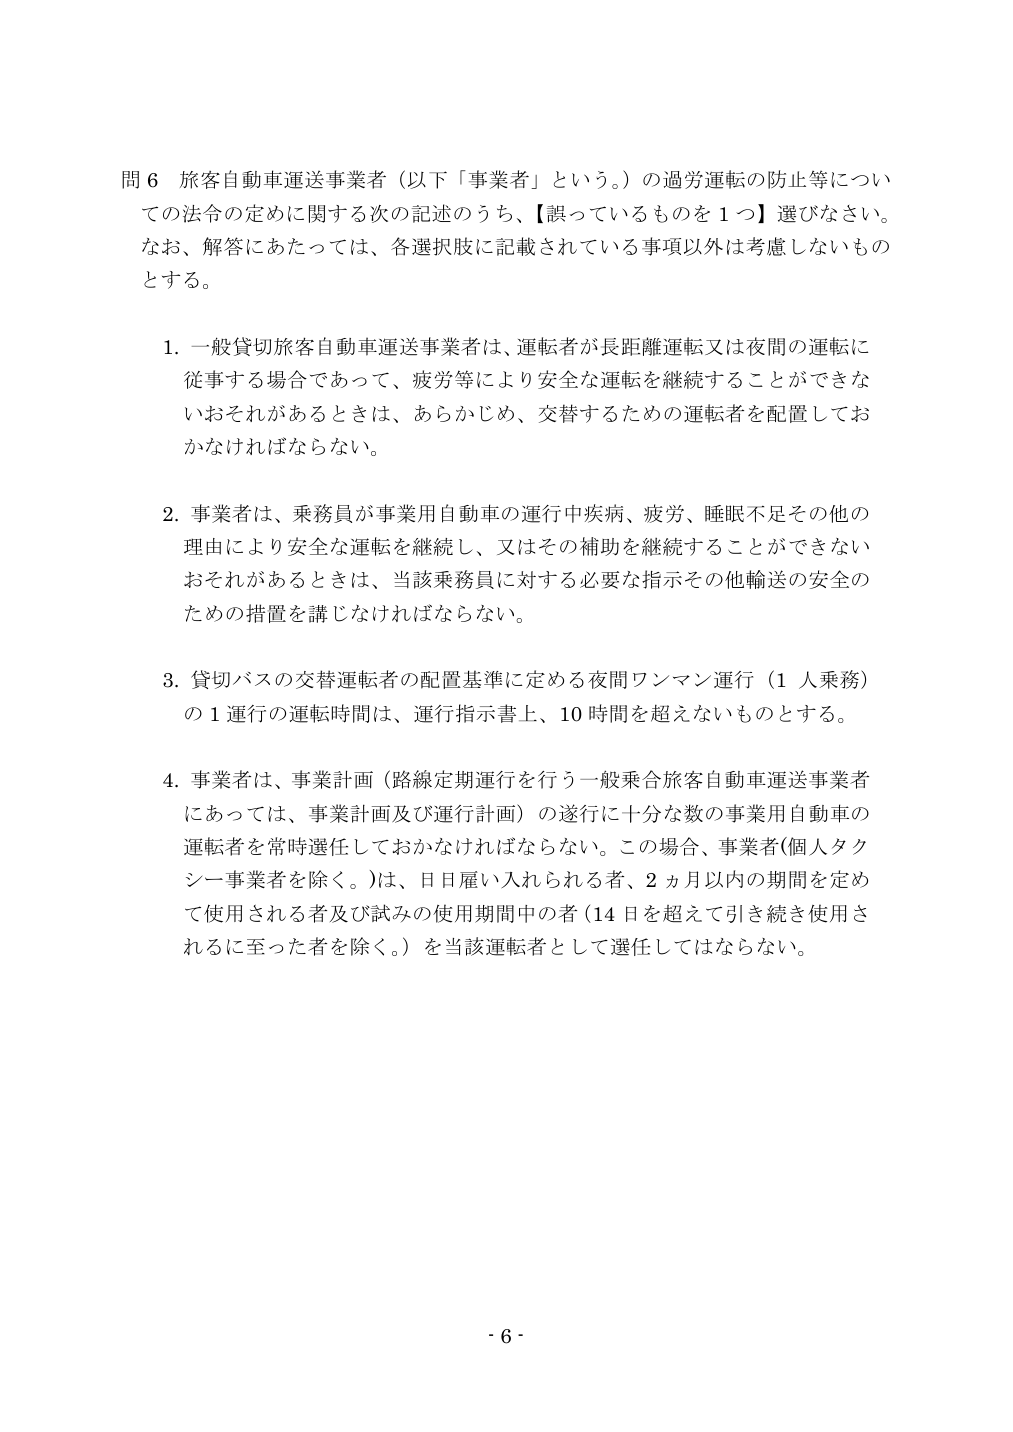 問 6　旅客自動車運送事業者（以下「事業者」という。）の過労運転の防止等につい
ての法令の定めに関する次の記述のうち、【誤っているものを 1 つ】選びなさい。
なお、解答にあたっては、各選択肢に記載されている事項以外は考慮しないもの
とする。
1. 一般貸切旅客自動車運送事業者は、運転者が長距離運転又は夜間の運転に
従事する場合であって、疲労等により安全な運転を継続することができな
いおそれがあるときは、あらかじめ、交替するための運転者を配置してお
かなければならない。
2. 事業者は、乗務員が事業用自動車の運行中疾病、疲労、睡眠不足その他の
理由により安全な運転を継続し、又はその補助を継続することができない
おそれがあるときは、当該乗務員に対する必要な指示その他輸送の安全の
ための措置を講じなければならない。
3. 貸切バスの交替運転者の配置基準に定める夜間ワンマン運行（1 人乗務）
の 1 運行の運転時間は、運行指示書上、10 時間を超えないものとする。
4. 事業者は、事業計画（路線定期運行を行う一般乗合旅客自動車運送事業者
にあっては、事業計画及び運行計画）の遂行に十分な数の事業用自動車の
運転者を常時選任しておかなければならない。この場合、事業者(個人タク
シー事業者を除く。)は、日日雇い入れられる者、2 ヵ月以内の期間を定め
て使用される者及び試みの使用期間中の者 (14 日を超えて引き続き使用さ
れるに至った者を除く。）を当該運転者として選任してはならない。
- 6 -